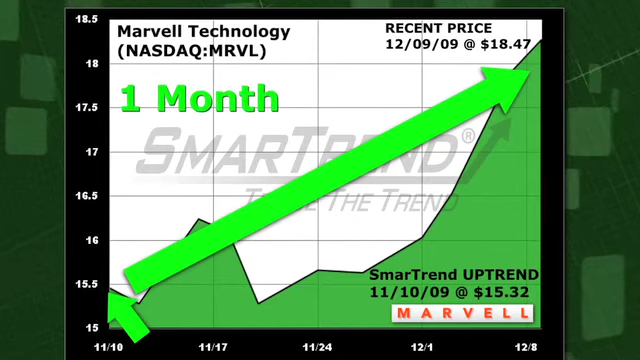 18.5
Marvell Technology
(NASDAQ:MRVL)
RECENT PRICE
12/09/09 @ $18.47
18
1 Month
17.5
SMARTREND®
17
16.5
16
SmarTrend UPTREND
15.5
11/10/09 @ $15.32
MARVELL
15
11/10
11/17
11/24
12/1
12/8